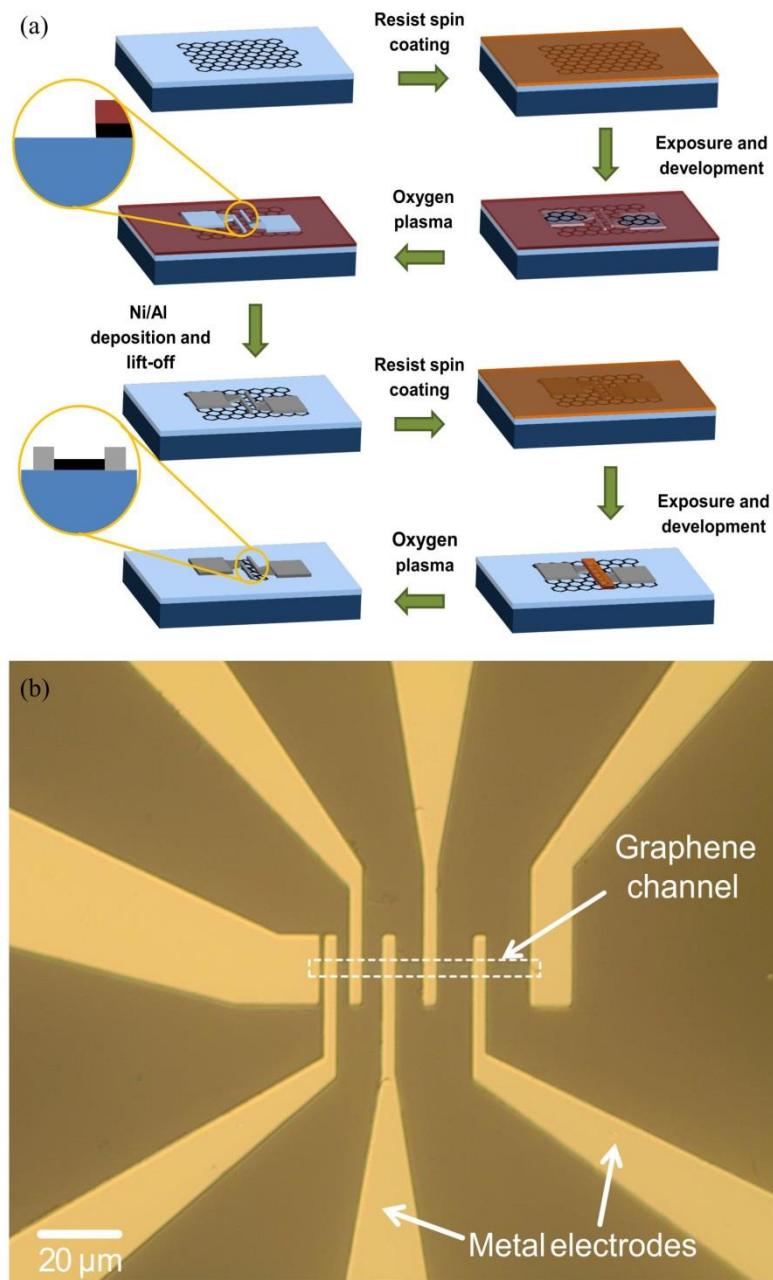 (a)
Resist spin
coating
Exposure and
development
Oxygen
plasma
Ni/Al
deposition and
lift-off
Resist spin
coating
Exposure and
development
Oxygen
plasma
(b)
Graphene
channel
Metal electrodes
20 µm